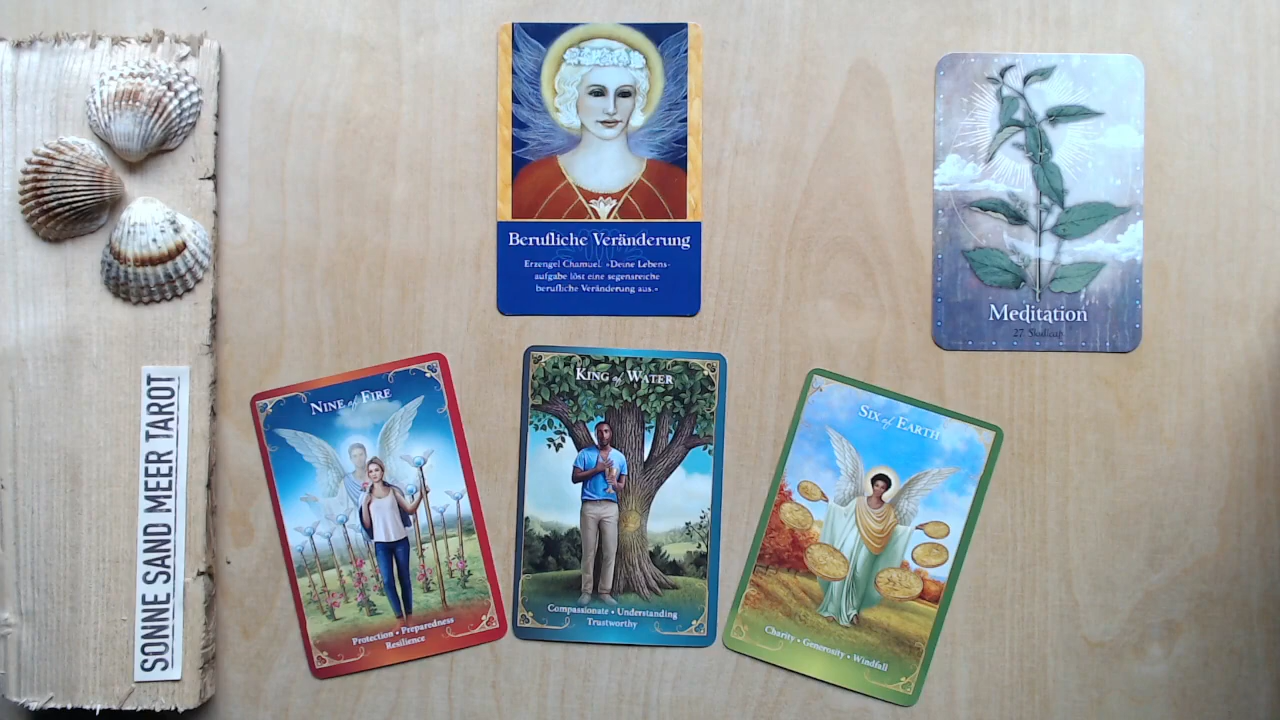 SONNE SAND MEER TAROT
Berufliche Veränderung
Erzengel Chamuel: »Deine Lebens-
aufgabe löst eine segensreiche
berufliche Veränderung aus.«
Meditation
27. Skullcap
NINE of FIRE
Protection • Preparedness
Resilience
KING of WATER
Compassionate • Understanding
Trustworthy
SIX of EARTH
Charity • Generosity • Windfall